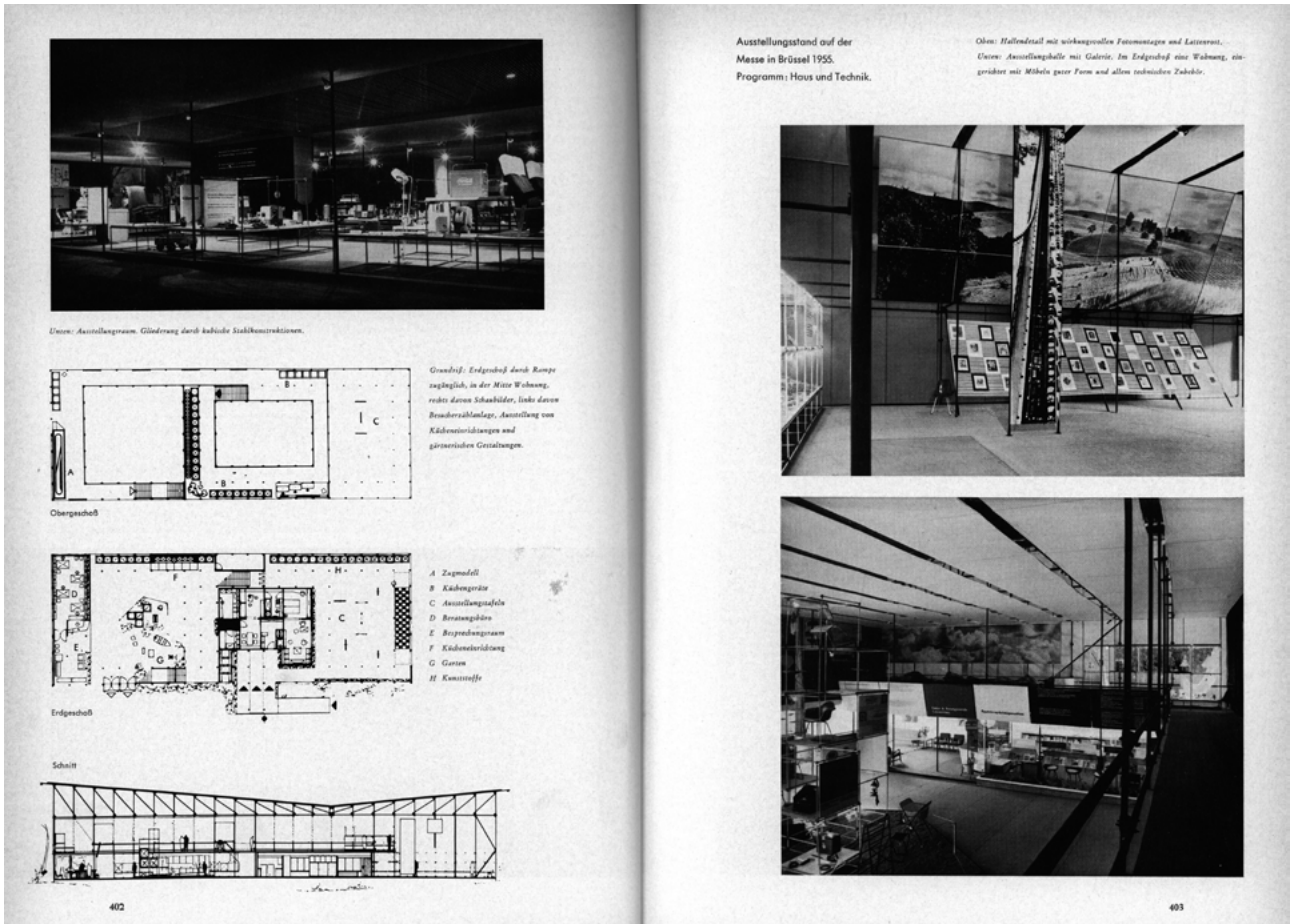 Unten: Ausstellungsraum. Gliederung durch kubische Stahlkonstruktionen.
Grundriß: Erdgeschoß durch Rampe
zugänglich, in der Mitte Wohnung,
rechts davon Schaubilder, links davon
Besucherzählanlage, Ausstellung von
Kücheneinrichtungen und
gärtnerischen Gestaltungen.
B
C
A
B
Obergeschoß
F
H
D
C
E
G
Erdgeschoß
A Zugmodell
B Küchengeräte
C Ausstellungstafeln
D Beratungsbüro
E Besprechungsraum
F Kücheneinrichtung
G Garten
H Kunststoffe
Schnitt
402
Ausstellungsstand auf der
Messe in Brüssel 1955.
Programm: Haus und Technik.
Oben: Hallendetail mit wirkungsvollen Fotomontagen und Lattenrost.
Unten: Ausstellungshalle mit Galerie. Im Erdgeschoß eine Wohnung, ein-
gerichtet mit Möbeln guter Form und allem technischen Zubehör.
403